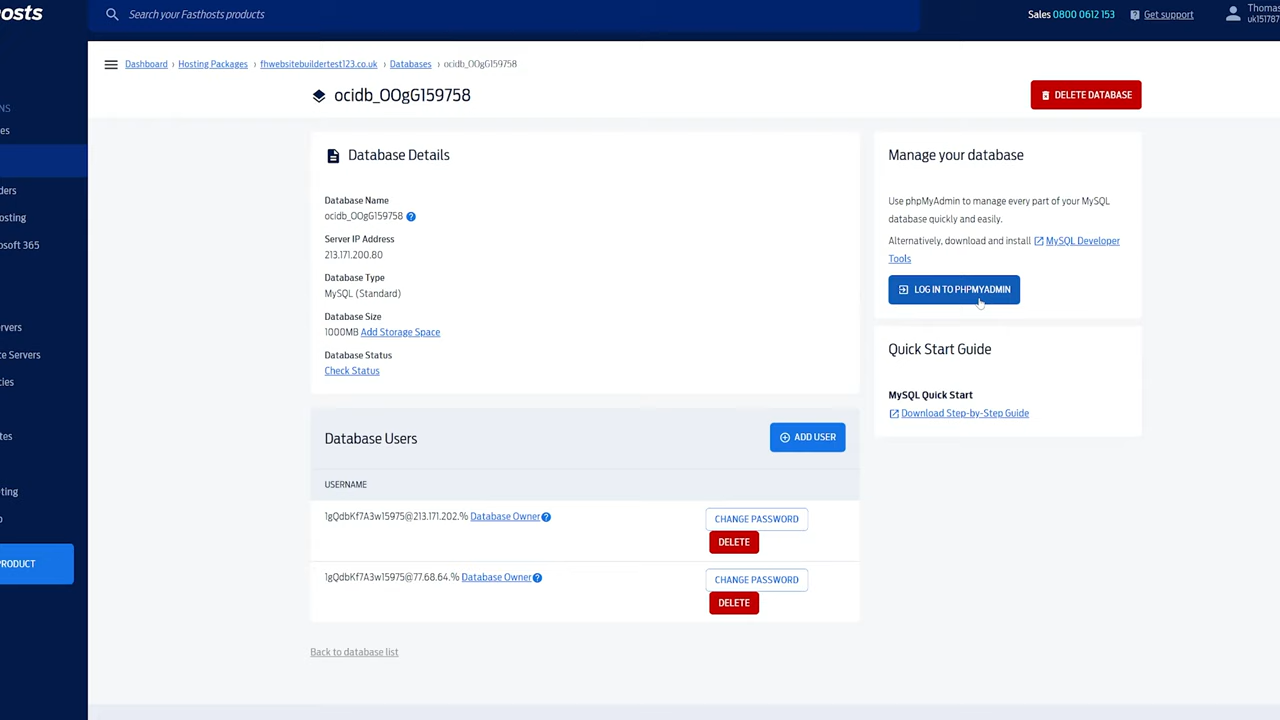 osts
Search your Fasthosts products
Sales 0800 0612 153
Get support
Thomas
uk151787
NS
es
ders
osting
osoft 365
ervers
te Servers
cies
tes
ting
o
PRODUCT
Dashboard › Hosting Packages › fhwebsitebuildertest123.co.uk › Databases › ocidb_OOgG159758
ocidb_OOgG159758
DELETE DATABASE
Database Details
Database Name
ocidb_OOgG159758 ?
Server IP Address
213.171.200.80
Database Type
MySQL (Standard)
Database Size
1000MB Add Storage Space
Database Status
Check Status
Manage your database
Use phpMyAdmin to manage every part of your MySQL
database quickly and easily.
Alternatively, download and install MySQL Developer
Tools
LOG IN TO PHPMYADMIN
Quick Start Guide
MySQL Quick Start
Download Step-by-Step Guide
Database Users
ADD USER
USERNAME
1gQdbKf7A3w15975@213.171.202.% Database Owner ?
CHANGE PASSWORD
DELETE
1gQdbKf7A3w15975@77.68.64.% Database Owner ?
CHANGE PASSWORD
DELETE
Back to database list